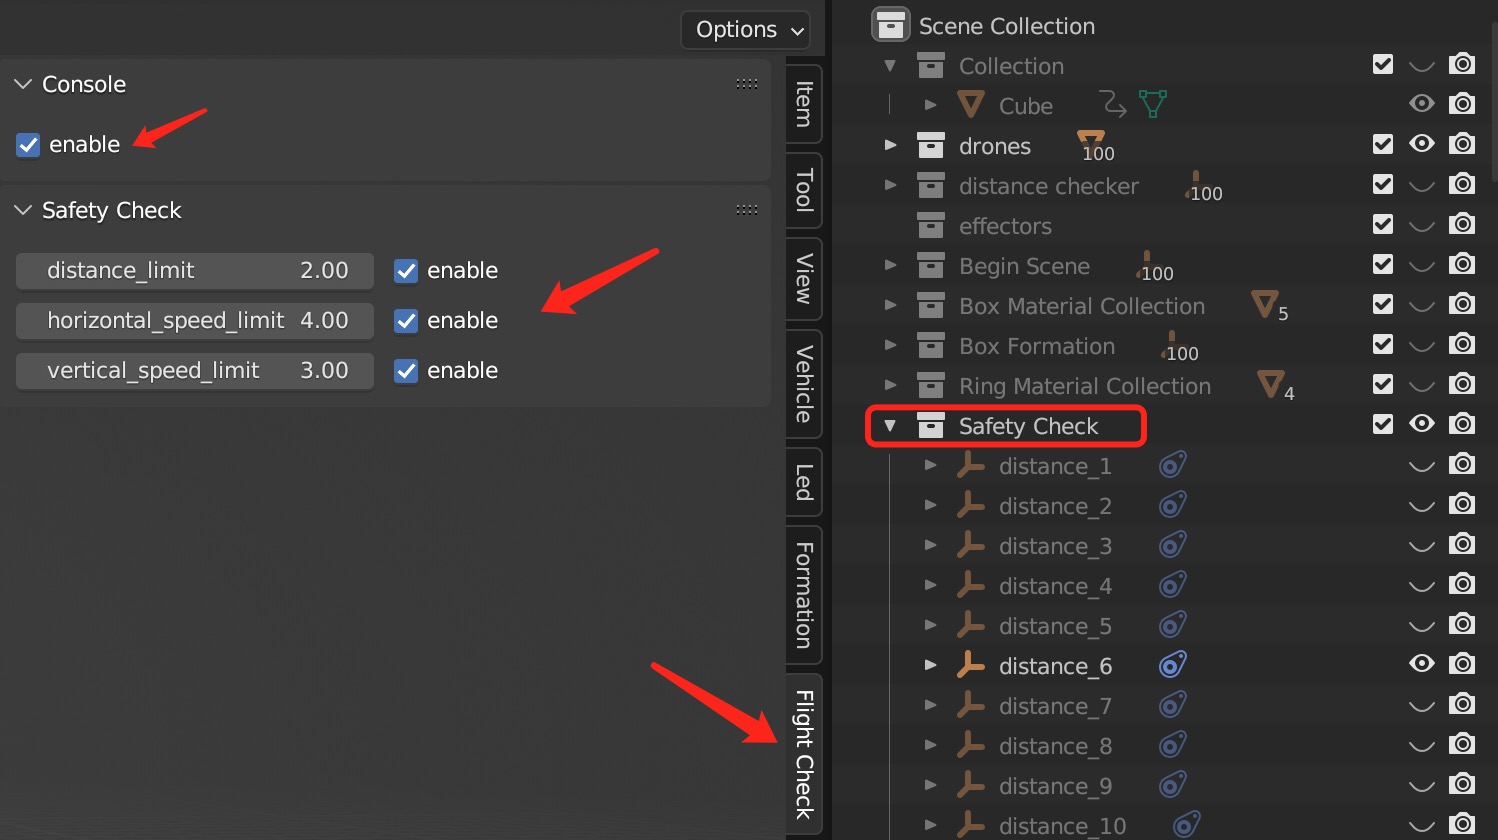 Options
Console
enable
Safety Check
distance_limit 2.00 enable
horizontal_speed_limit 4.00 enable
vertical_speed_limit 3.00 enable
Item
Tool
View
Vehicle
Led
Formation
Flight Check
Scene Collection
Collection
Cube
drones 100
distance checker 100
effectors
Begin Scene 100
Box Material Collection 5
Box Formation 100
Ring Material Collection 4
Safety Check
distance_1
distance_2
distance_3
distance_4
distance_5
distance_6
distance_7
distance_8
distance_9
distance_10